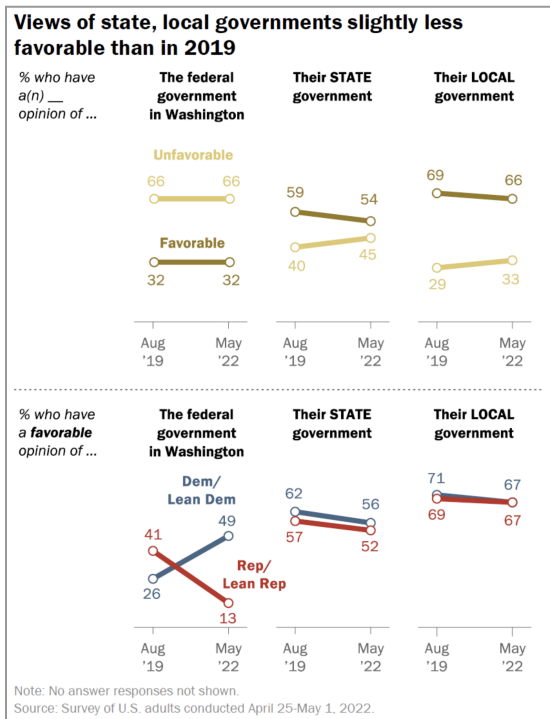 Views of state, local governments slightly less
favorable than in 2019
% who have
a(n) __
opinion of ...
The federal
government
in Washington
Their STATE
government
Their LOCAL
government
Unfavorable
66 66
Favorable
32 32
59 54
40 45
69 66
29 33
Aug
'19
May
'22
Aug
'19
May
'22
Aug
'19
May
'22
% who have
a favorable
opinion of ...
The federal
government
in Washington
Their STATE
government
Their LOCAL
government
Dem/
Lean Dem
41 49
26 13
Rep/
Lean Rep
62 56
57 52
71 67
69 67
Aug
'19
May
'22
Aug
'19
May
'22
Aug
'19
May
'22
Note: No answer responses not shown.
Source: Survey of U.S. adults conducted April 25-May 1, 2022.